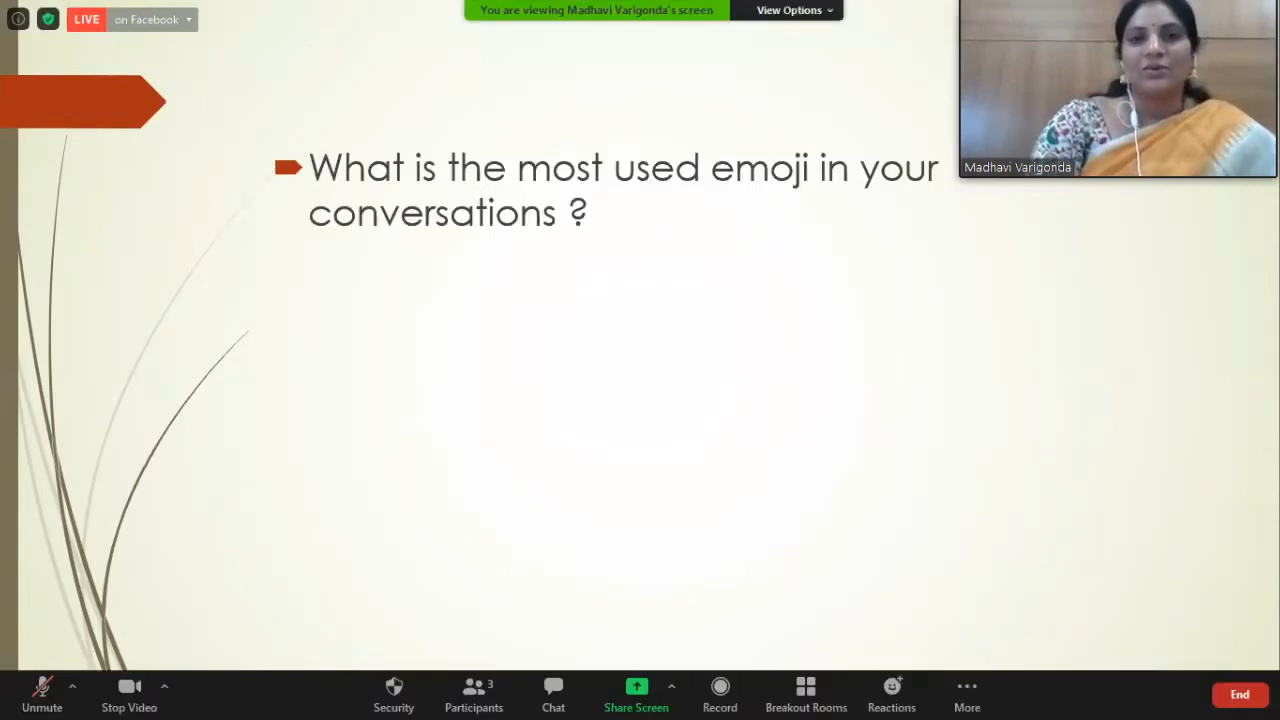 LIVE on Facebook
You are viewing Madhavi Varigonda's screen
View Options
What is the most used emoji in your
conversations ?
Madhavi Varigonda
Unmute
Stop Video
Security
Participants
3
Chat
Share Screen
Record
Breakout Rooms
Reactions
More
End